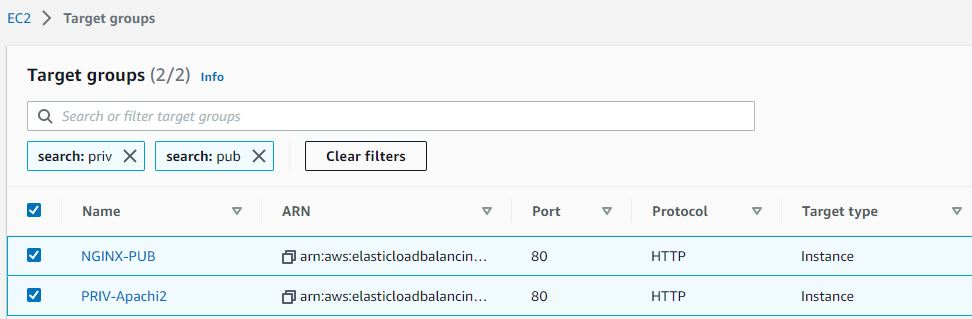 EC2 > Target groups
Target groups (2/2) Info
Search or filter target groups
search: priv search: pub Clear filters
Name ARN Port Protocol Target type
NGINX-PUB arn:aws:elasticloadbalancin... 80 HTTP Instance
PRIV-Apachi2 arn:aws:elasticloadbalancin... 80 HTTP Instance